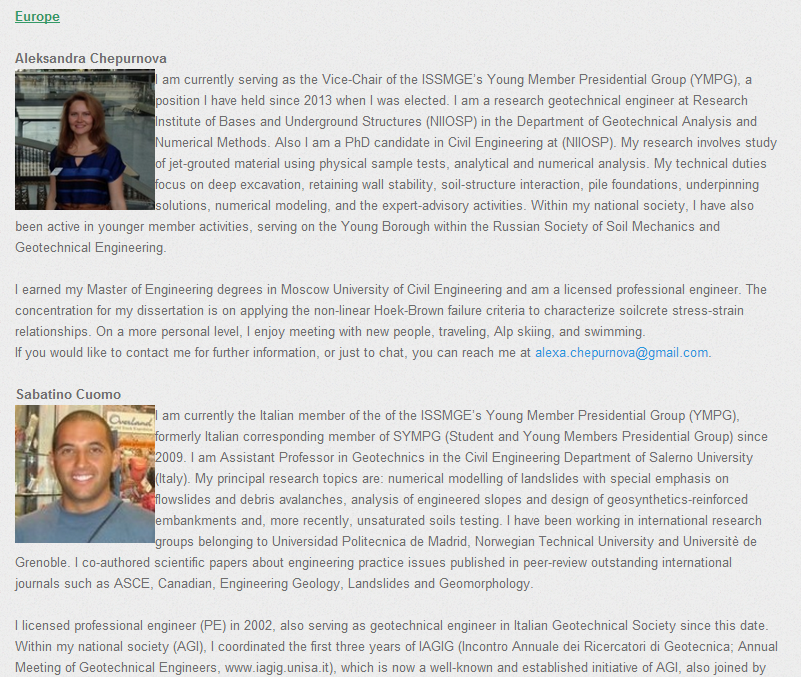 Europe
Aleksandra Chepurnova
I am currently serving as the Vice-Chair of the ISSMGE's Young Member Presidential Group (YMPG), a
position I have held since 2013 when I was elected. I am a research geotechnical engineer at Research
Institute of Bases and Underground Structures (NIIOSP) in the Department of Geotechnical Analysis and
Numerical Methods. Also I am a PhD candidate in Civil Engineering at (NIIOSP). My research involves study
of jet-grouted material using physical sample tests, analytical and numerical analysis. My technical duties
focus on deep excavation, retaining wall stability, soil-structure interaction, pile foundations, underpinning
solutions, numerical modeling, and the expert-advisory activities. Within my national society, I have also
been active in younger member activities, serving on the Young Borough within the Russian Society of Soil Mechanics and
Geotechnical Engineering.
I earned my Master of Engineering degrees in Moscow University of Civil Engineering and am a licensed professional engineer. The
concentration for my dissertation is on applying the non-linear Hoek-Brown failure criteria to characterize soilcrete stress-strain
relationships. On a more personal level, I enjoy meeting with new people, traveling, Alp skiing, and swimming.
If you would like to contact me for further information, or just to chat, you can reach me at alexa.chepurnova@gmail.com.
Sabatino Cuomo
Overland
I am currently the Italian member of the of the ISSMGE's Young Member Presidential Group (YMPG),
formerly Italian corresponding member of SYMPG (Student and Young Members Presidential Group) since
2009. I am Assistant Professor in Geotechnics in the Civil Engineering Department of Salerno University
(Italy). My principal research topics are: numerical modelling of landslides with special emphasis on
flowslides and debris avalanches, analysis of engineered slopes and design of geosynthetics-reinforced
embankments and, more recently, unsaturated soils testing. I have been working in international research
groups belonging to Universidad Politecnica de Madrid, Norwegian Technical University and Universitè de
Grenoble. I co-authored scientific papers about engineering practice issues published in peer-review outstanding international
journals such as ASCE, Canadian, Engineering Geology, Landslides and Geomorphology.
I licensed professional engineer (PE) in 2002, also serving as geotechnical engineer in Italian Geotechnical Society since this date.
Within my national society (AGI), I coordinated the first three years of IAGIG (Incontro Annuale dei Ricercatori di Geotecnica; Annual
Meeting of Geotechnical Engineers, www.iagig.unisa.it), which is now a well-known and established initiative of AGI, also joined by